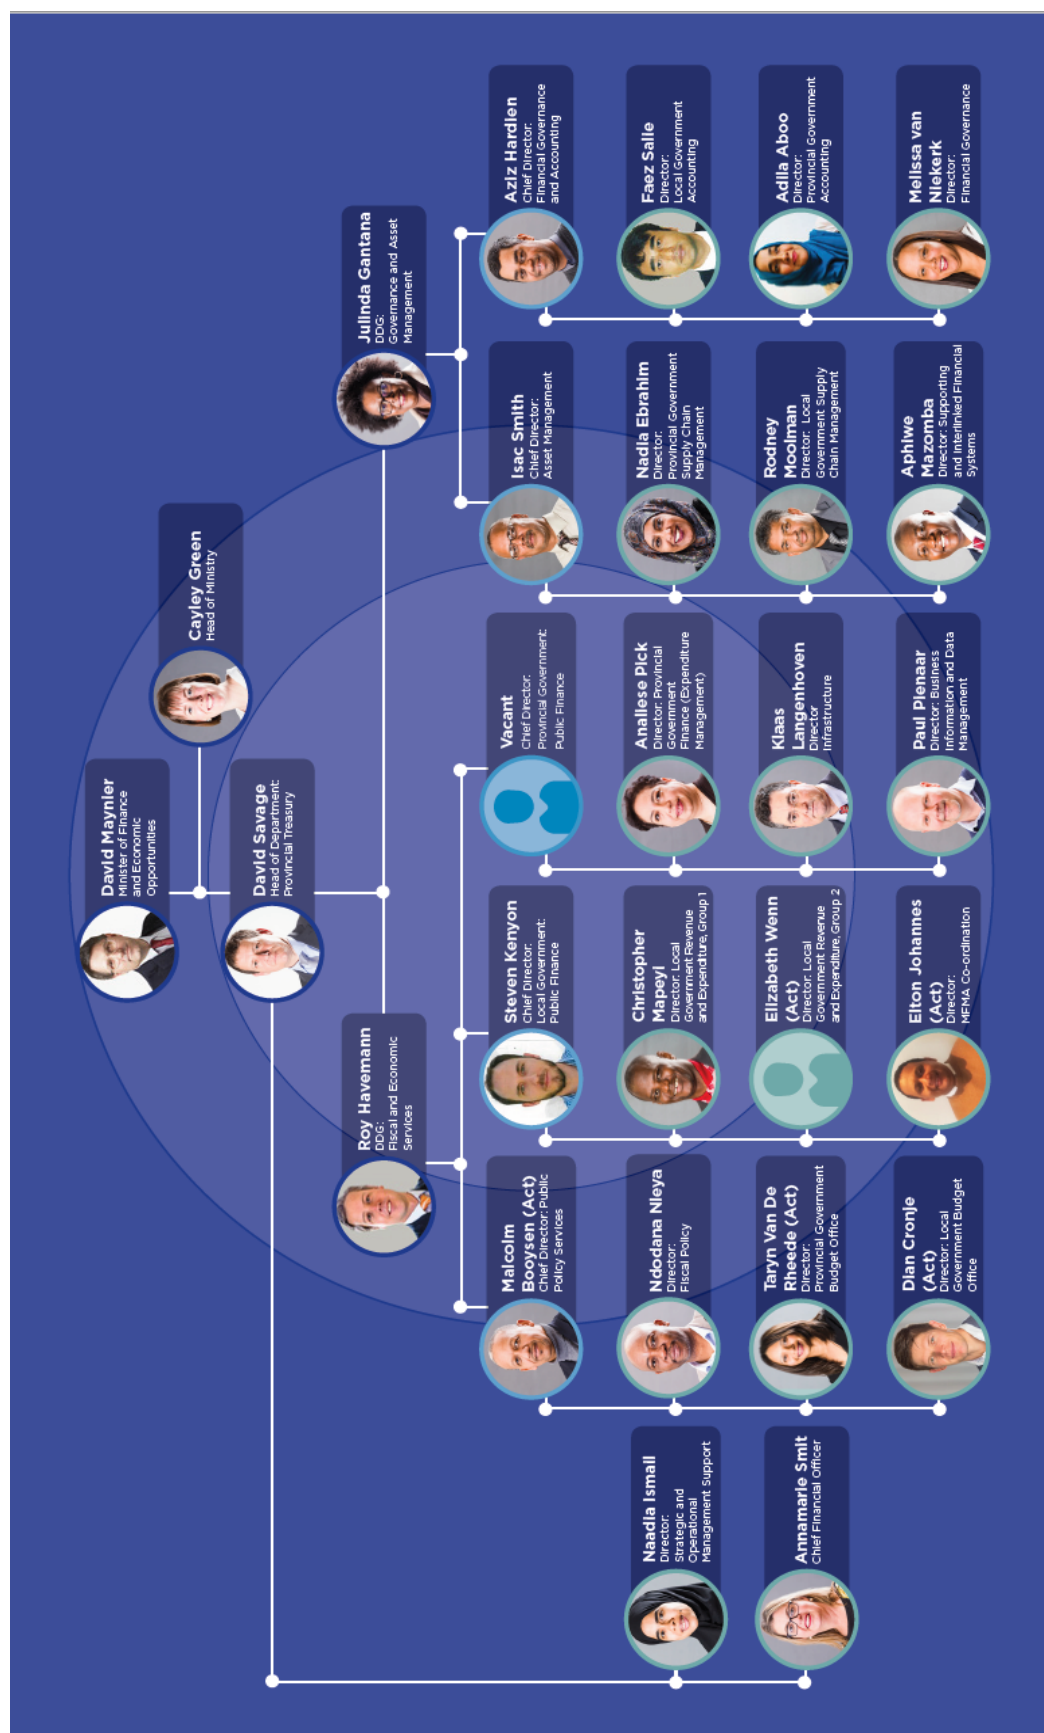 David Maynier
Minister of Finance
and Economic
Opportunities
Cayley Green
Head of Ministry
David Savage
Head of Department:
Provincial Treasury
Roy Havemann
DDG:
Fiscal and Economic
Services
Julinda Gantana
DDG:
Governance and Asset
Management
Malcolm
Booysen (Act)
Chief Director: Public
Policy Services
Steven Kenyon
Chief Director:
Local Government:
Public Finance
Vacant
Chief Director:
Provincial Government:
Public Finance
Isac Smith
Chief Director:
Asset Management
Aziz Hardien
Chief Director:
Financial Governance
and Accounting
Naadia Ismail
Director:
Strategic and
Operational
Management Support
Ndodana Nleya
Director:
Fiscal Policy
Christopher
Mapeyi
Director: Local
Government Revenue
and Expenditure, Group 1
Analiese Pick
Director: Provincial
Government
Finance (Expenditure
Management)
Nadia Ebrahim
Director:
Provincial Government
Supply Chain
Management
Faez Salie
Director:
Local Government
Accounting
Annamarie Smit
Chief Financial Officer
Taryn Van De
Rheede (Act)
Director:
Provincial Government
Budget Office
Elizabeth Wenn
(Act)
Director: Local
Government Revenue
and Expenditure, Group 2
Klaas
Langenhoven
Director
Infrastructure
Rodney
Moolman
Director: Local
Government Supply
Chain Management
Adila Aboo
Director:
Provincial Government
Accounting
Dian Cronje
(Act)
Director: Local
Government Budget
Office
Elton Johannes
(Act)
Director:
MFMA Co-ordination
Paul Pienaar
Director: Business
Information and Data
Management
Aphiwe
Mazomba
Director: Supporting
and Interlinked Financial
Systems
Melissa van
Niekerk
Director:
Financial Governance